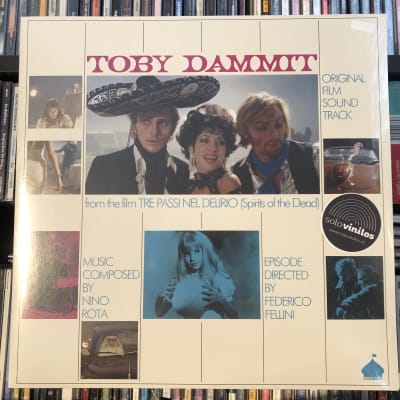 TOBY DAMMIT
ORIGINAL
FILM
SOUND
TRACK
from the film TRE PASSI NEL DELIRIO (Spirits of the Dead)
solovinilos
MUSIC
COMPOSED
BY
NINO
ROTA
EPISODE
DIRECTED
BY
FEDERICO
FELLINI